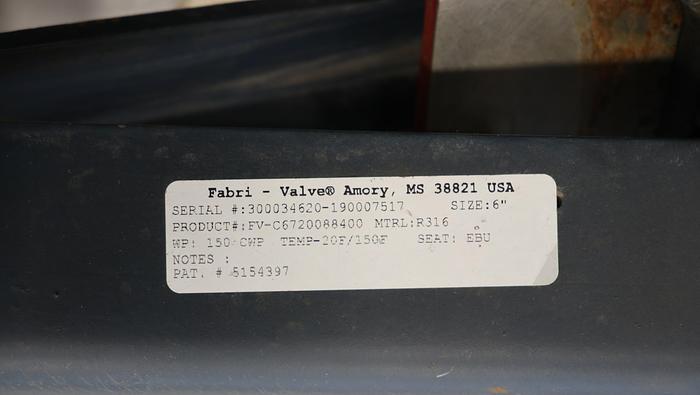 Fabri - Valve® Amory, MS 38821 USA
SERIAL #:300034620-190007517 SIZE:6"
PRODUCT#:FV-C6720088400 MTRL:R316
WP: 150 CWP TEMP-20F/150F SEAT: EBU
NOTES :
PAT. # 5154397